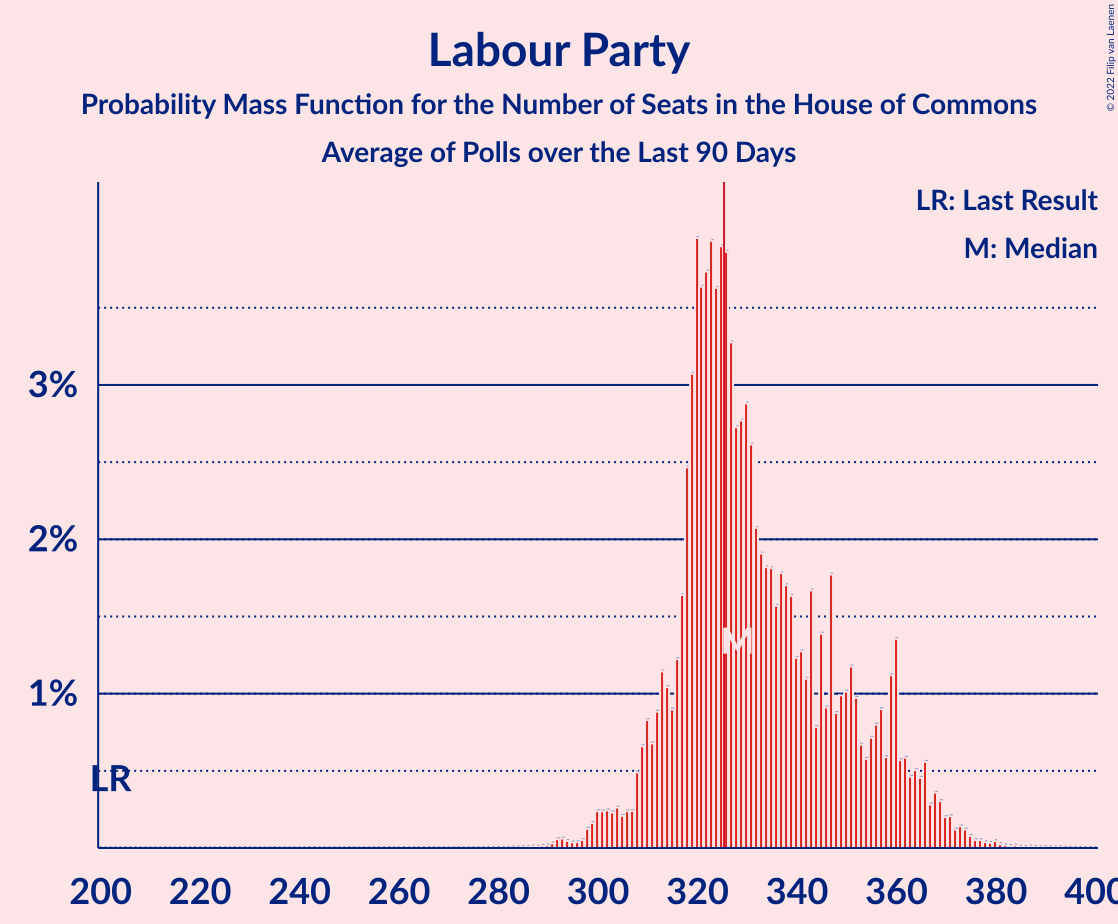 Labour Party
Probability Mass Function for the Number of Seats in the House of Commons
Average of Polls over the Last 90 Days
© 2022 Filip van Laenen
LR: Last Result
M: Median
3%
2%
M
1%
LR
200 220 240 260 280 300 320 340 360 380 400